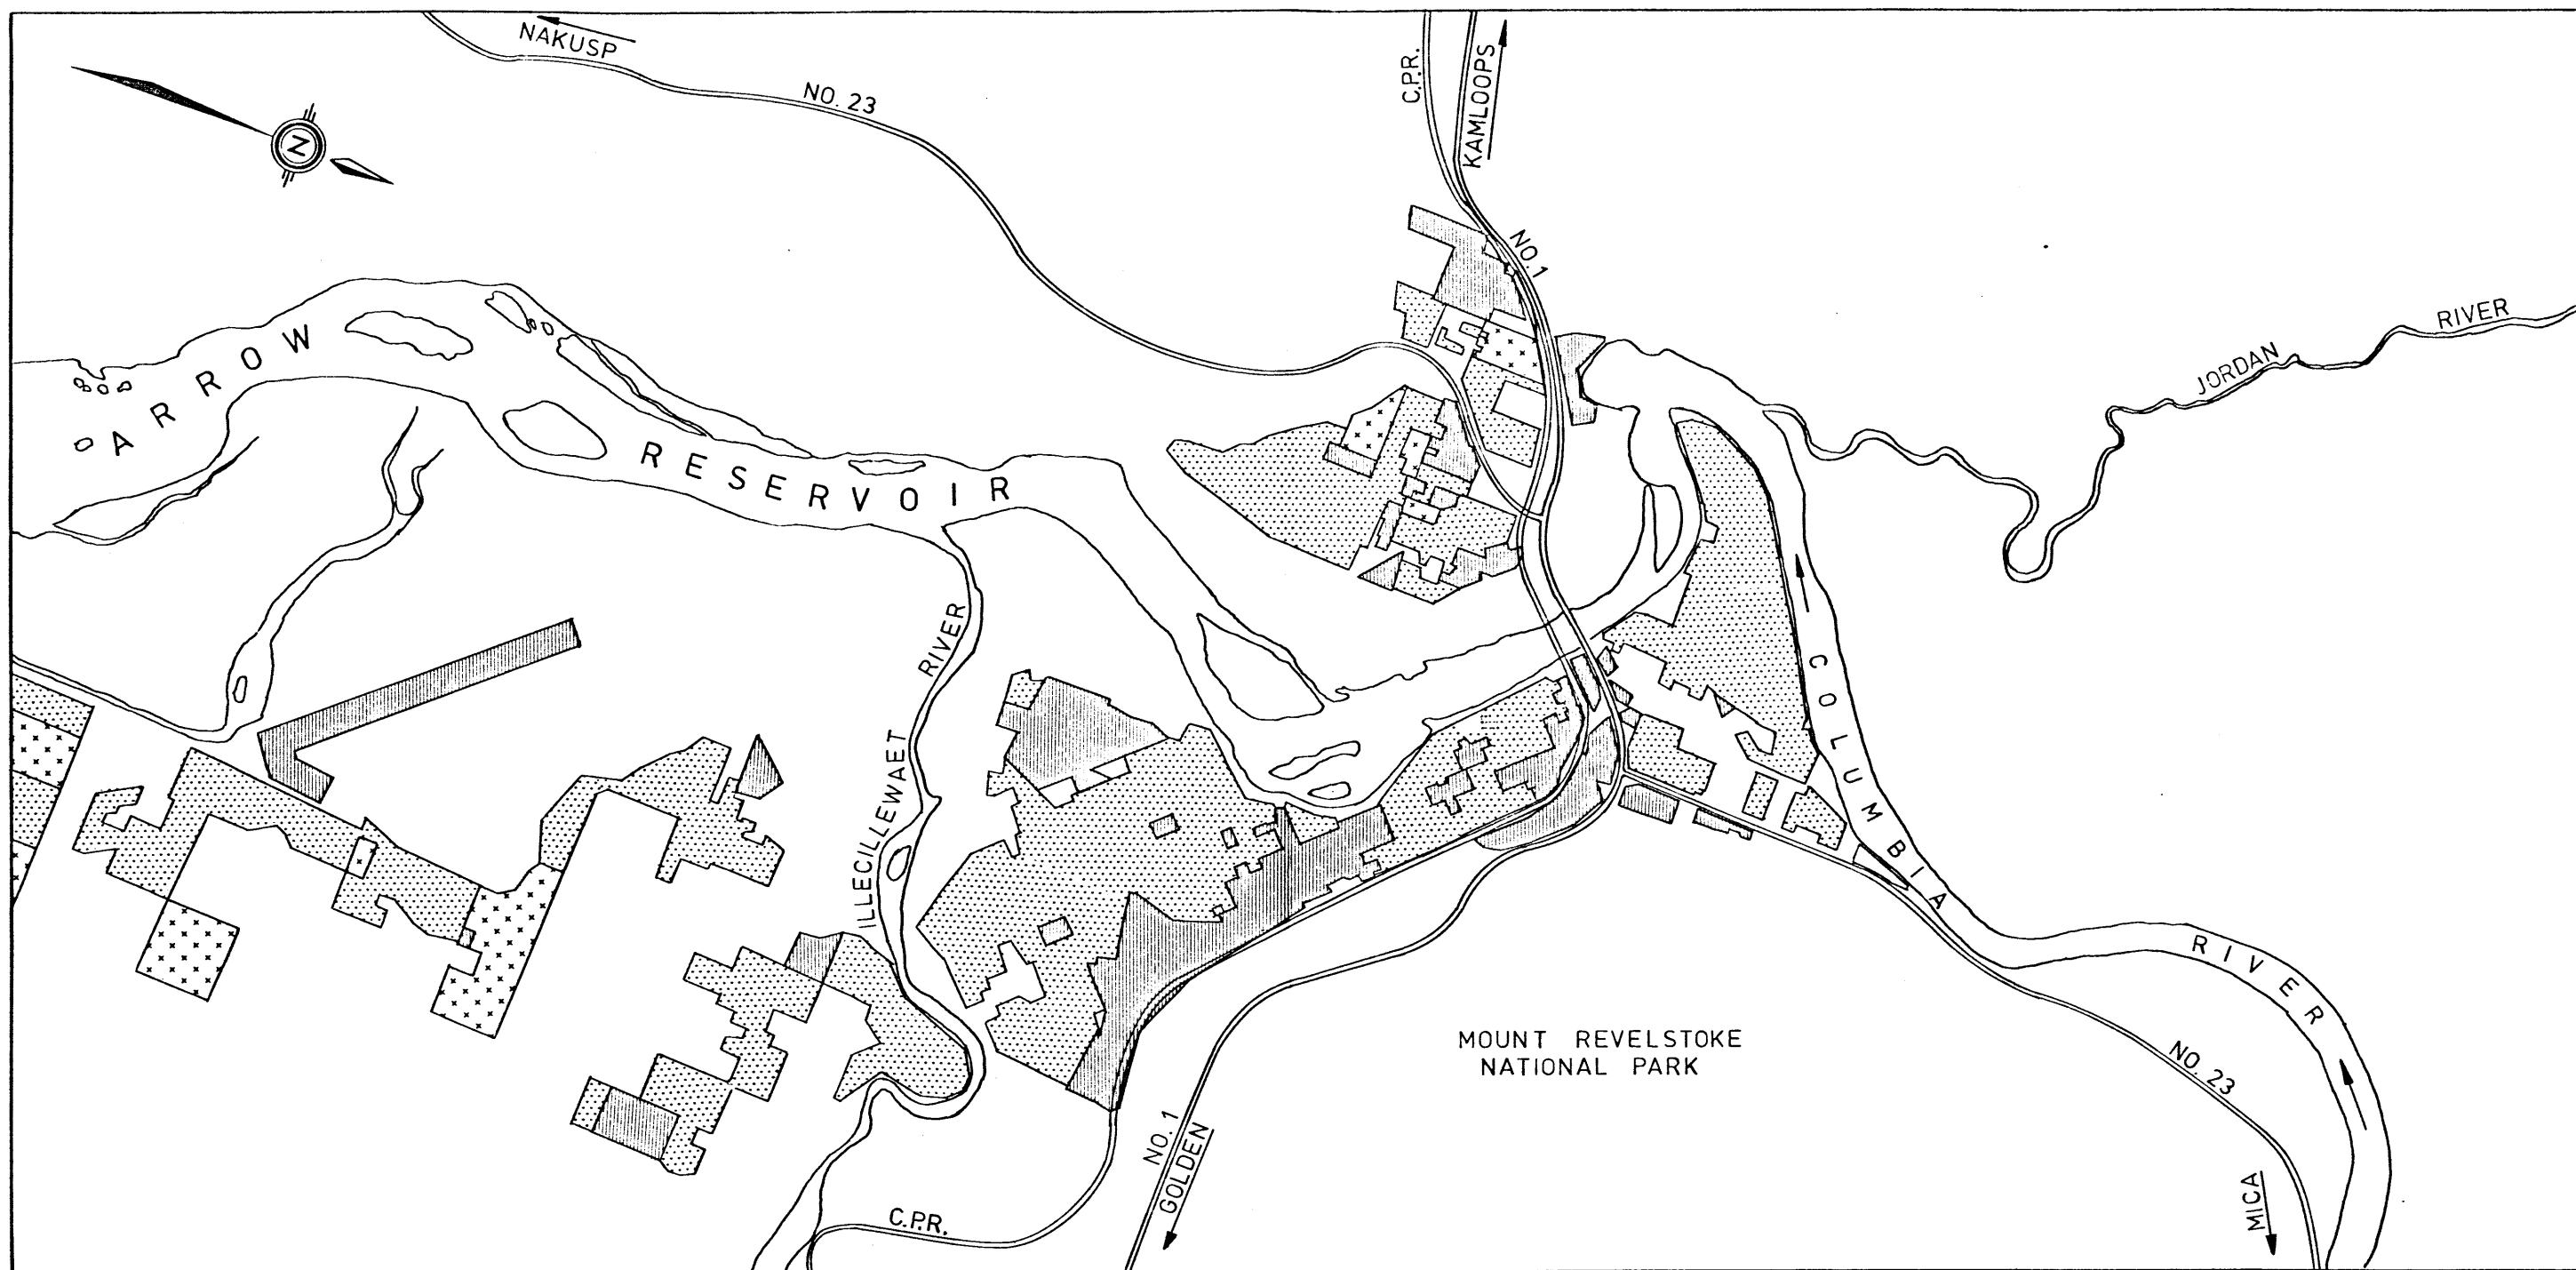 NAKUSP
NO. 23
C.P.R.
KAMLOOPS
N
NO. 1
RIVER
JORDAN
ARROW
RESERVOIR
RIVER
ILLECILLEWAET
COLUMBIA
RIVER
MOUNT REVELSTOKE
NATIONAL PARK
NO. 23
NO. 1
GOLDEN
C.P.R.
MICA